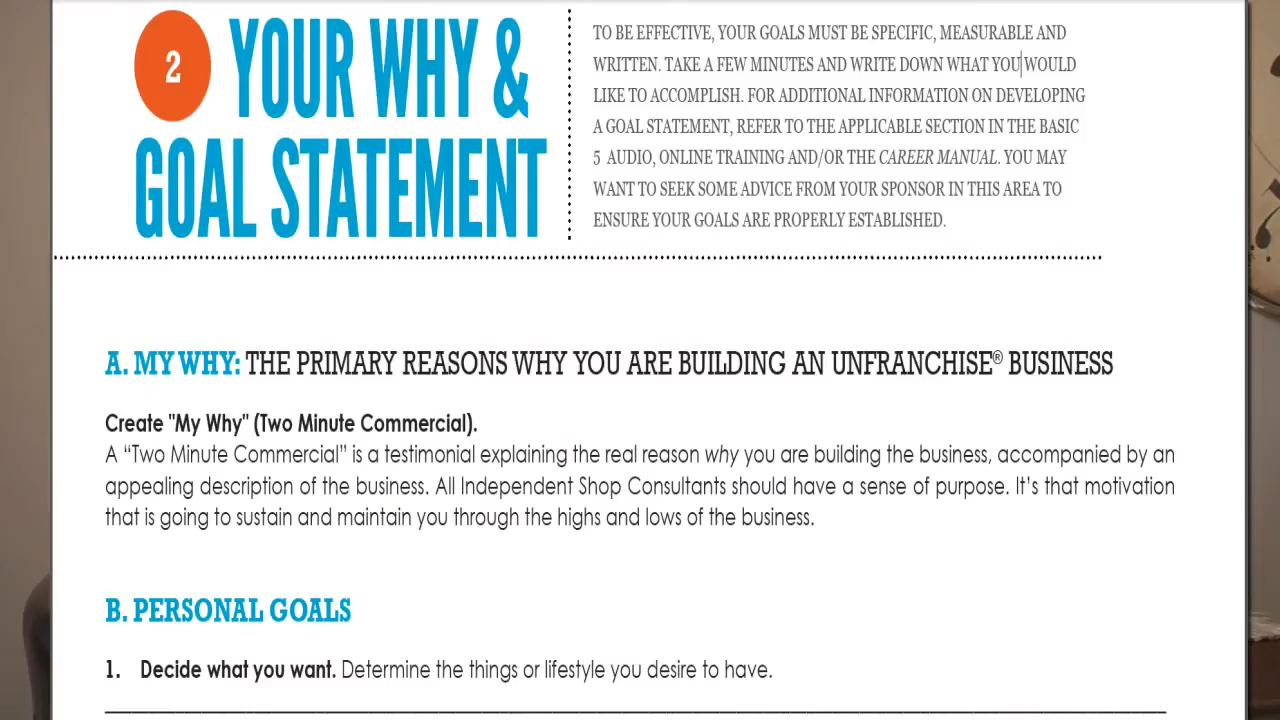 2
YOUR WHY &
GOAL STATEMENT
TO BE EFFECTIVE, YOUR GOALS MUST BE SPECIFIC, MEASURABLE AND
WRITTEN. TAKE A FEW MINUTES AND WRITE DOWN WHAT YOU WOULD
LIKE TO ACCOMPLISH. FOR ADDITIONAL INFORMATION ON DEVELOPING
A GOAL STATEMENT, REFER TO THE APPLICABLE SECTION IN THE BASIC
5 AUDIO, ONLINE TRAINING AND/OR THE CAREER MANUAL. YOU MAY
WANT TO SEEK SOME ADVICE FROM YOUR SPONSOR IN THIS AREA TO
ENSURE YOUR GOALS ARE PROPERLY ESTABLISHED.
A. MY WHY: THE PRIMARY REASONS WHY YOU ARE BUILDING AN UNFRANCHISE® BUSINESS
Create "My Why" (Two Minute Commercial).
A “Two Minute Commercial” is a testimonial explaining the real reason why you are building the business, accompanied by an
appealing description of the business. All Independent Shop Consultants should have a sense of purpose. It’s that motivation
that is going to sustain and maintain you through the highs and lows of the business.
B. PERSONAL GOALS
1. Decide what you want. Determine the things or lifestyle you desire to have.